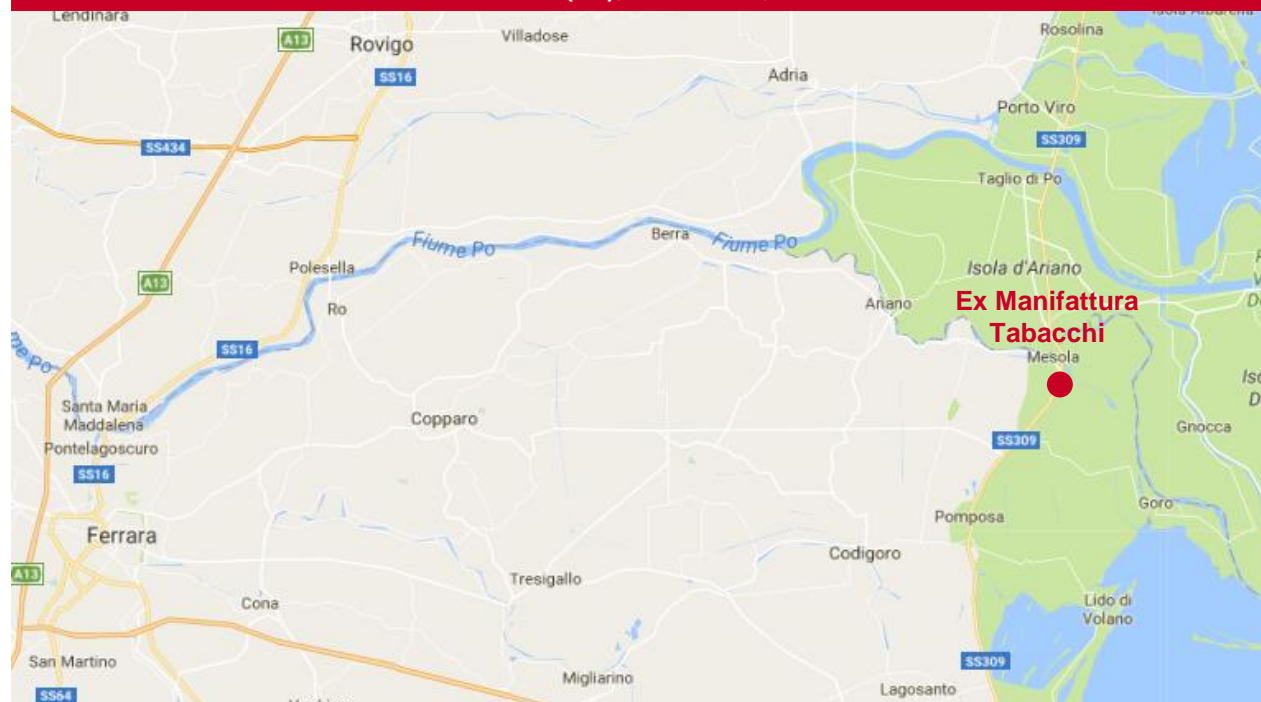 Lendinara
A13
Rovigo
Villadose
Rosolina
SS16
Adria
Porto Viro
SS434
SS309
Taglio di Po
Fiume Po
Berra
Fiume Po
Polesella
Isola d'Ariano
A13
Ro
Ariano
Ex Manifattura
Tabacchi
SS16
Mesola
Santa Maria
Maddalena
Copparo
Gnocca
Pontelagoscuro
SS309
SS16
Goro
Pomposa
Ferrara
Codigoro
A13
Tresigallo
Cona
Lido di
Volano
San Martino
SS309
Migliarino
Lagosanto
SS64